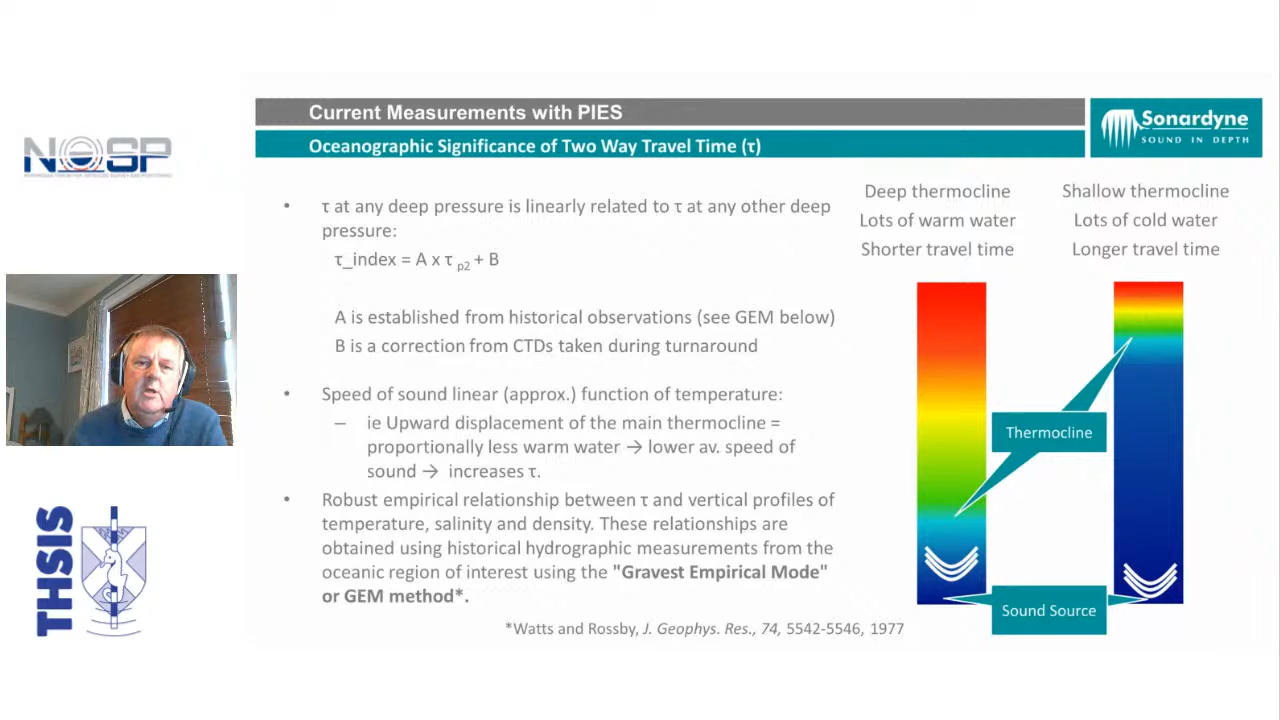 Current Measurements with PIES
Oceanographic Significance of Two Way Travel Time (τ)
Sonardyne
SOUND IN DEPTH
NOSP
• τ at any deep pressure is linearly related to τ at any other deep
pressure:
τ_index = A x τ p2 + B
A is established from historical observations (see GEM below)
B is a correction from CTDs taken during turnaround
• Speed of sound linear (approx.) function of temperature:
– ie Upward displacement of the main thermocline =
proportionally less warm water → lower av. speed of
sound → increases τ.
• Robust empirical relationship between τ and vertical profiles of
temperature, salinity and density. These relationships are
obtained using historical hydrographic measurements from the
oceanic region of interest using the "Gravest Empirical Mode"
or GEM method*.
*Watts and Rossby, J. Geophys. Res., 74, 5542-5546, 1977
Deep thermocline
Lots of warm water
Shorter travel time
Shallow thermocline
Lots of cold water
Longer travel time
Thermocline
Sound Source
THSIS